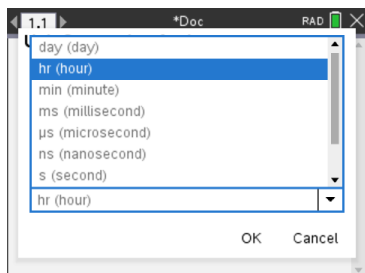 1.1 *Doc RAD
day (day)
hr (hour)
min (minute)
ms (millisecond)
µs (microsecond)
ns (nanosecond)
s (second)
hr (hour)
OK Cancel